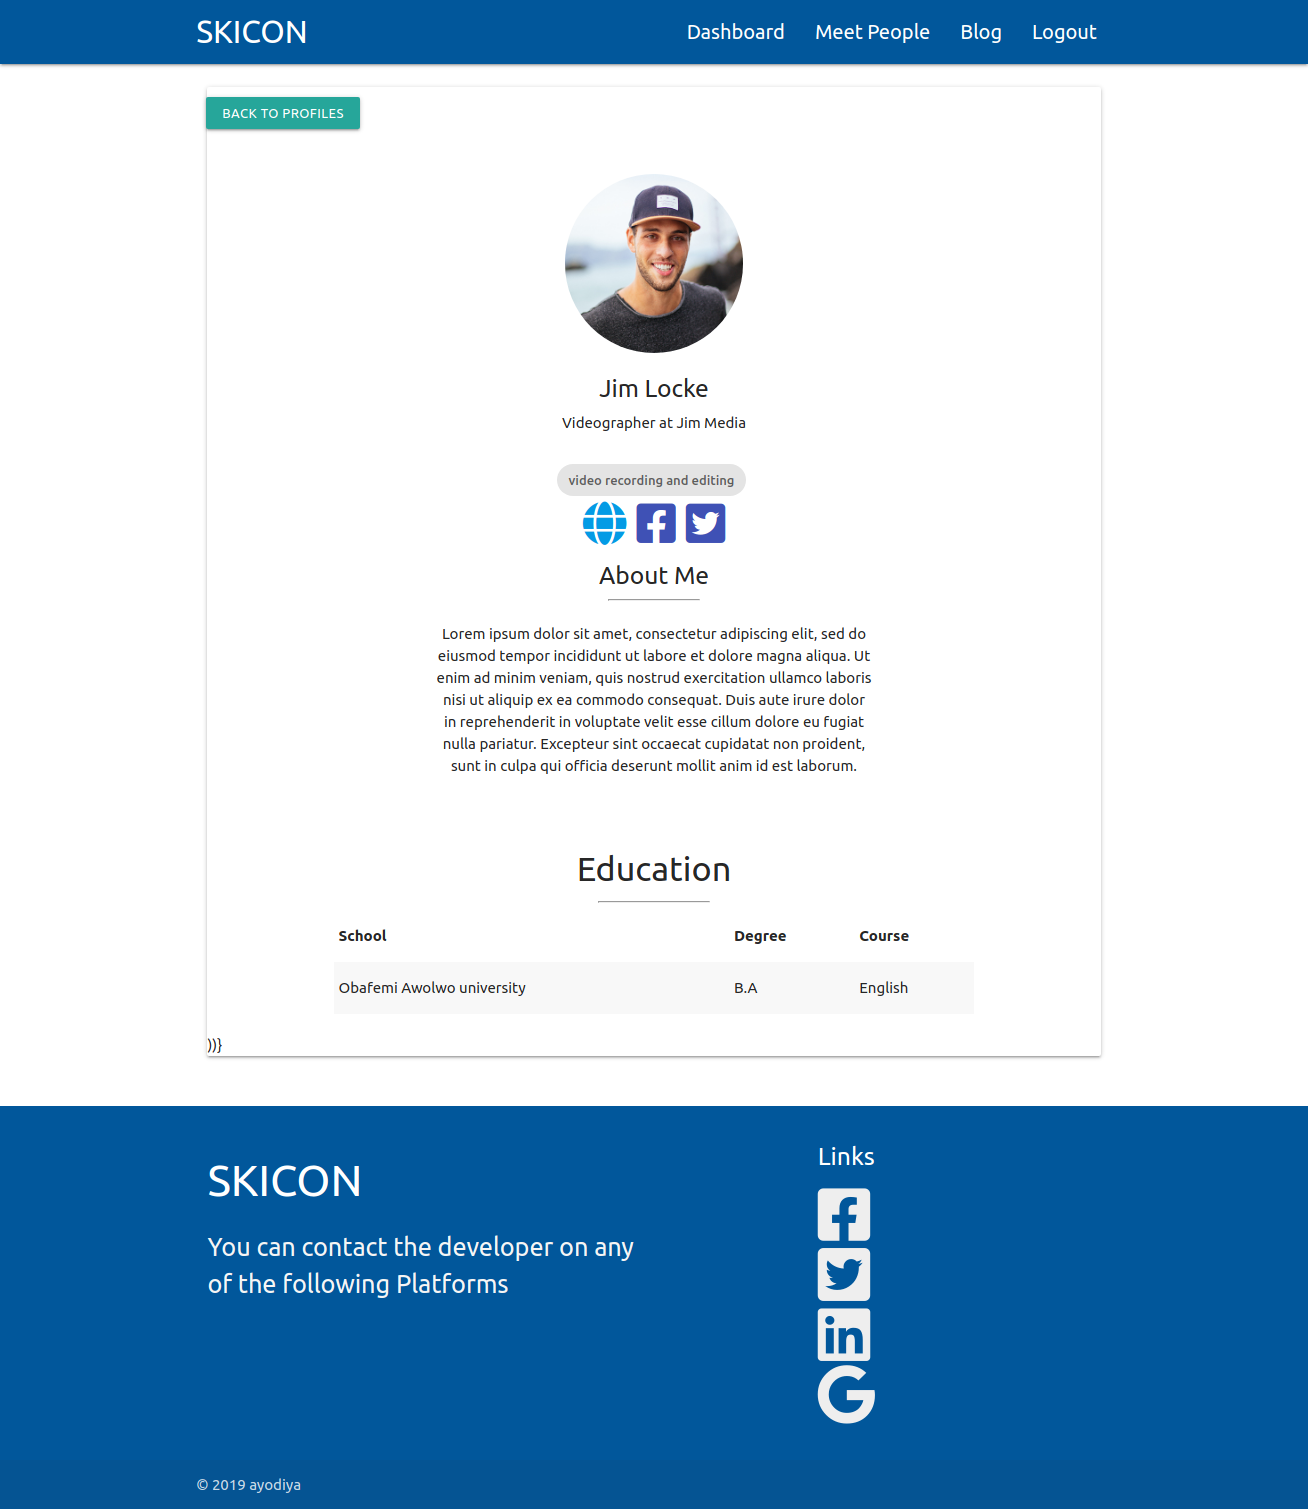 SKICON
Dashboard Meet People Blog Logout
BACK TO PROFILES
Jim Locke
Videographer at Jim Media
video recording and editing
About Me
Lorem ipsum dolor sit amet, consectetur adipiscing elit, sed do
eiusmod tempor incididunt ut labore et dolore magna aliqua. Ut
enim ad minim veniam, quis nostrud exercitation ullamco laboris
nisi ut aliquip ex ea commodo consequat. Duis aute irure dolor
in reprehenderit in voluptate velit esse cillum dolore eu fugiat
nulla pariatur. Excepteur sint occaecat cupidatat non proident,
sunt in culpa qui officia deserunt mollit anim id est laborum.
Education
School Degree Course
Obafemi Awolwo university B.A English
))}
SKICON
You can contact the developer on any
of the following Platforms
Links
© 2019 ayodiya